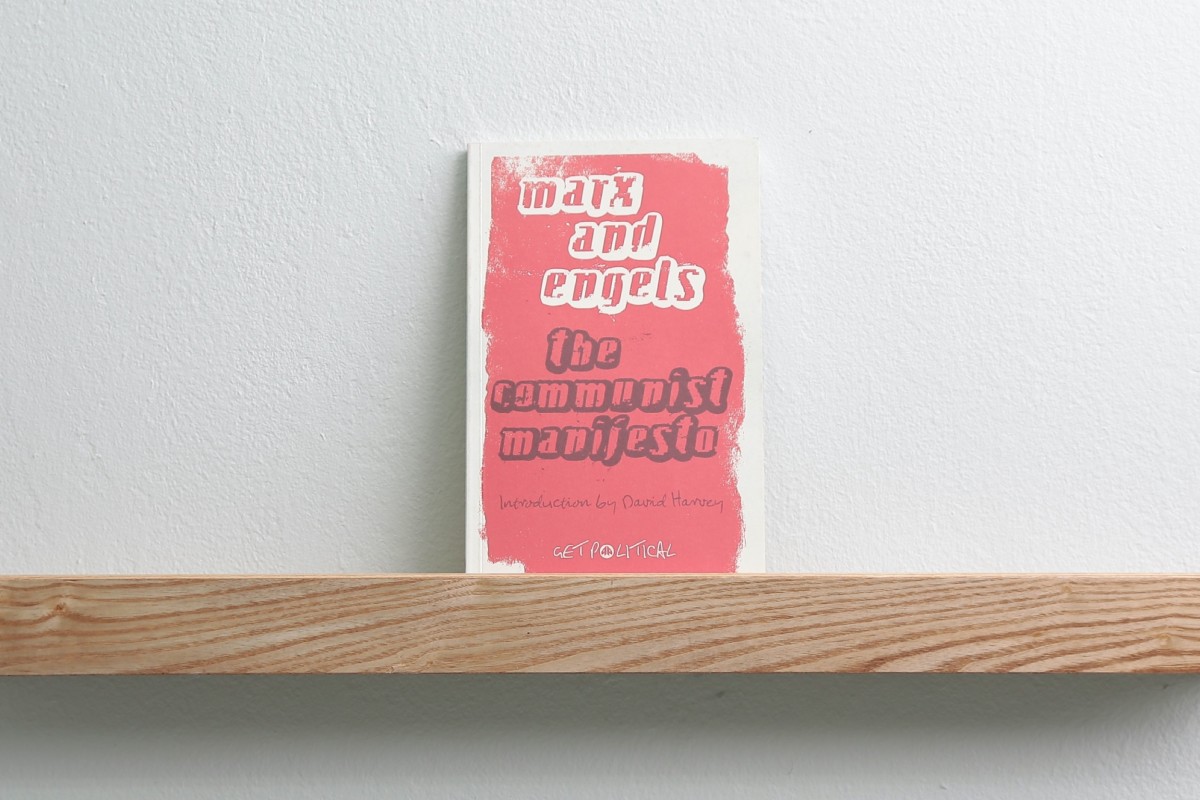 marx
and
engels
the
communist
manifesto
Introduction by David Harvey
GET POLITICAL